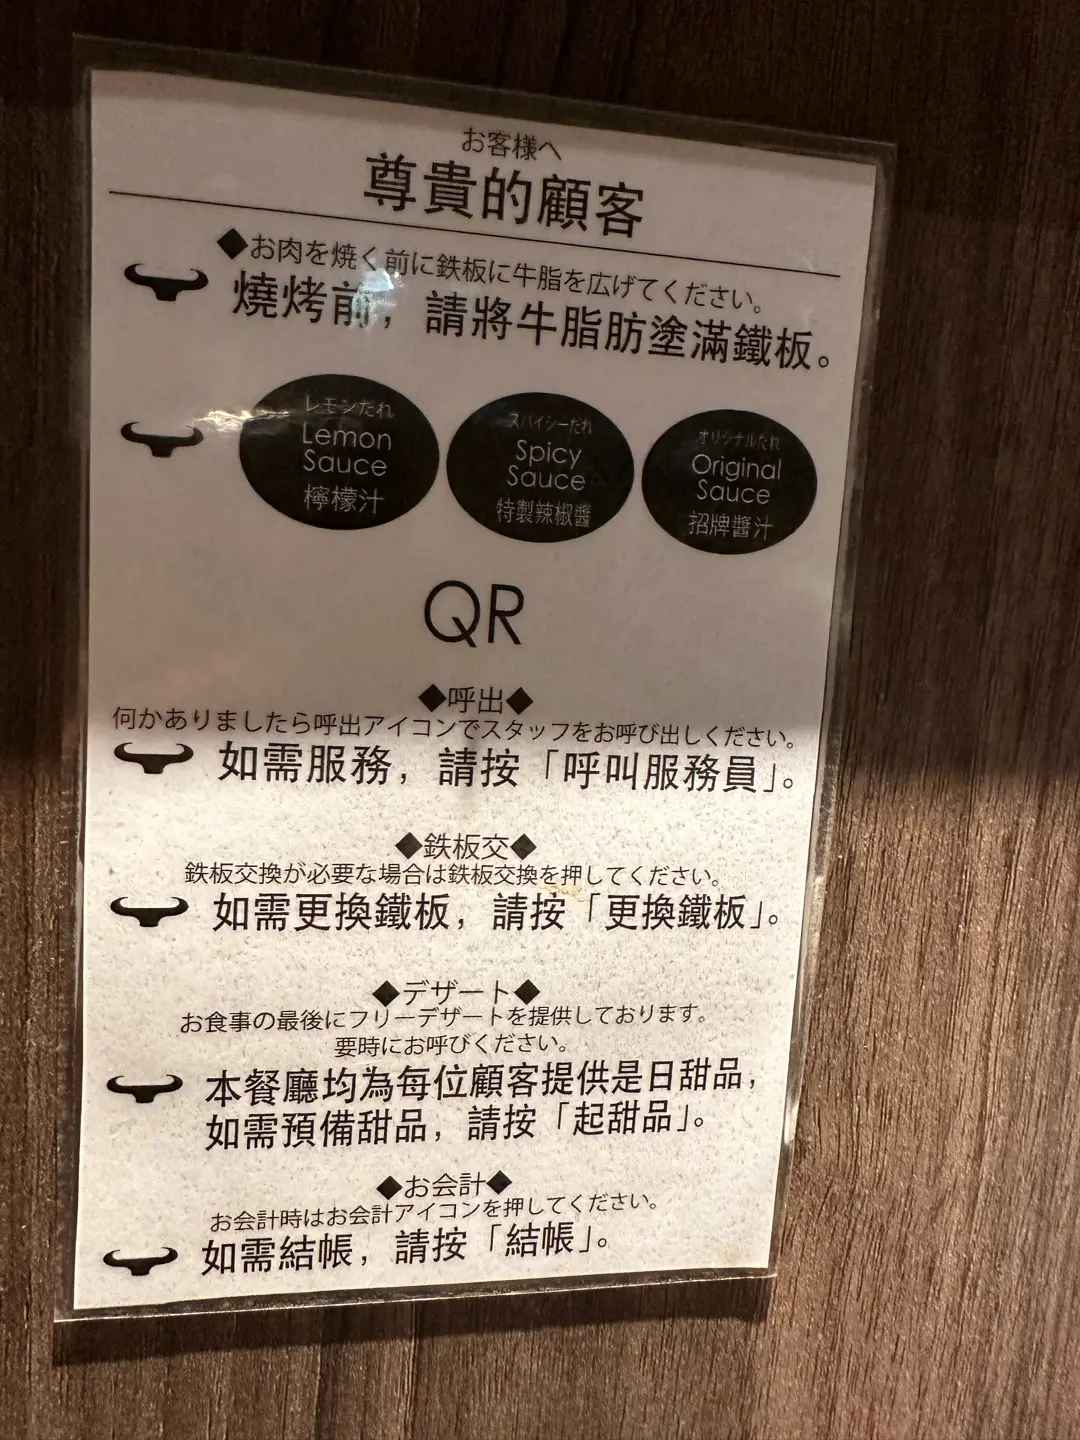 お客様へ
尊貴的顧客
◆お肉を焼く前に鉄板に牛脂を広げてください。
燒烤前，請將牛脂肪塗滿鐵板。
レモンだれ
Lemon
Sauce
檸檬汁
スパイシーだれ
Spicy
Sauce
特製辣椒醬
オリジナルだれ
Original
Sauce
招牌醬汁
QR
◆呼出◆
何かありましたら呼出アイコンでスタッフをお呼び出しください。
如需服務，請按「呼叫服務員」。
◆鉄板交◆
鉄板交換が必要な場合は鉄板交換を押してください。
如需更換鐵板，請按「更換鐵板」。
◆デザート◆
お食事の最後にフリーデザートを提供しております。
要時にお呼びください。
本餐廳均為每位顧客提供是日甜品，
如需預備甜品，請按「起甜品」。
◆お会計◆
お会計時はお会計アイコンを押してください。
如需結帳，請按「結帳」。